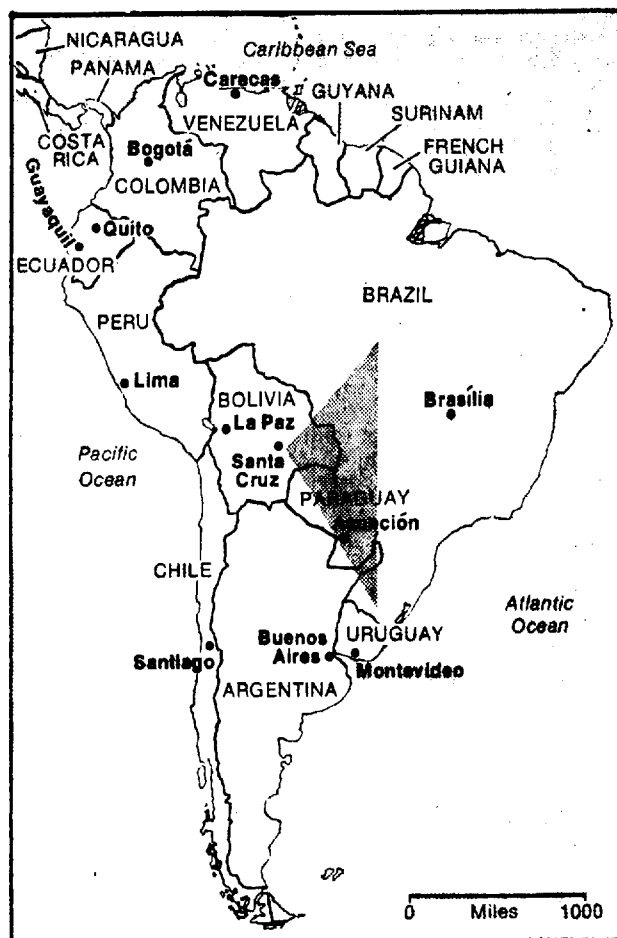 NICARAGUA
PANAMA
Caribbean Sea
Caracas
GUYANA
SURINAM
VENEZUELA
FRENCH
GUIANA
COSTA
RICA
Bogotá
COLOMBIA
Guayaquil
Quito
ECUADOR
BRAZIL
PERU
Lima
BOLIVIA
La Paz
Brasília
Pacific
Ocean
Santa
Cruz
PARAGUAY
Asunción
CHILE
Atlantic
Ocean
Buenos
Aires
URUGUAY
Santiago
Montevideo
ARGENTINA
0 Miles 1000